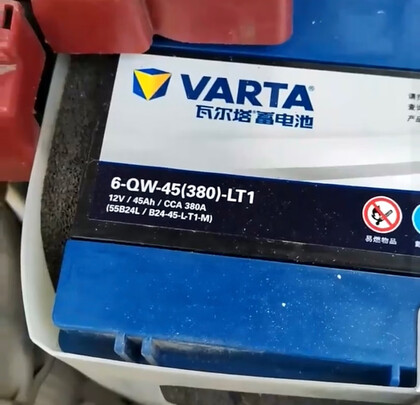 VARTA®
瓦尔塔®蓄电池
6-QW-45(380)-LT1
12V / 45Ah / CCA 380A
(55B24L / B24-45-L-T1-M)
易燃物品